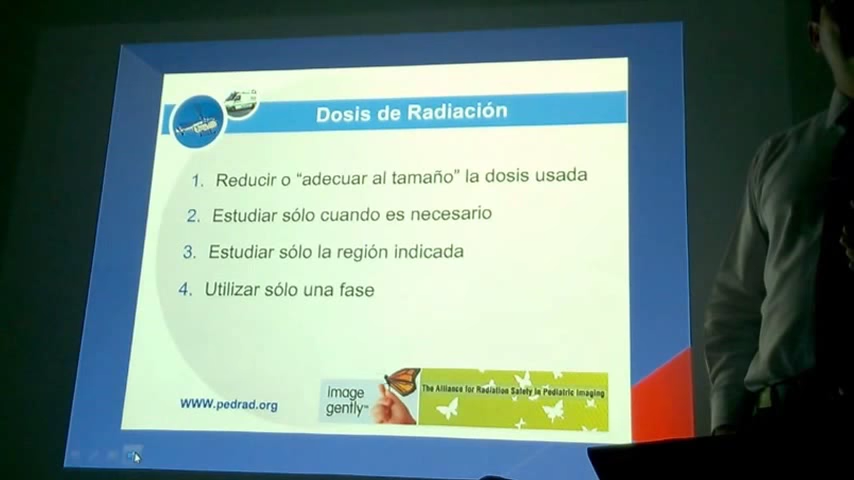 Dosis de Radiación
1. Reducir o “adecuar al tamaño” la dosis usada
2. Estudiar sólo cuando es necesario
3. Estudiar sólo la región indicada
4. Utilizar sólo una fase
www.pedrad.org
image
gently™
The Alliance for Radiation Safety in Pediatric Imaging